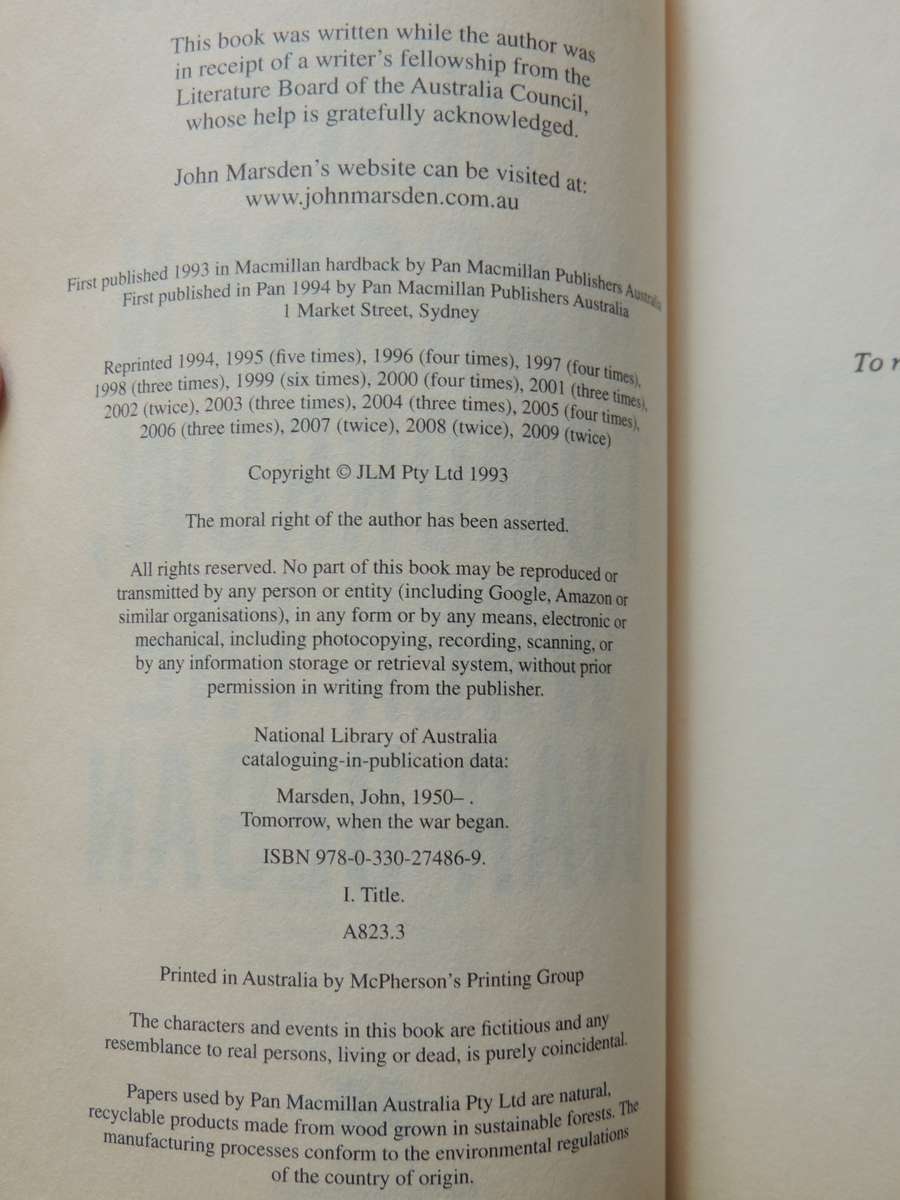 This book was written while the author was
in receipt of a writer's fellowship from the
Literature Board of the Australia Council,
whose help is gratefully acknowledged.
John Marsden's website can be visited at:
www.johnmarsden.com.au
First published 1993 in Macmillan hardback by Pan Macmillan Publishers Australia
First published in Pan 1994 by Pan Macmillan Publishers Australia
1 Market Street, Sydney
Reprinted 1994, 1995 (five times), 1996 (four times), 1997 (four times),
1998 (three times), 1999 (six times), 2000 (four times), 2001 (three times),
2002 (twice), 2003 (three times), 2004 (three times), 2005 (four times),
2006 (three times), 2007 (twice), 2008 (twice), 2009 (twice)
Copyright © JLM Pty Ltd 1993
The moral right of the author has been asserted.
All rights reserved. No part of this book may be reproduced or
transmitted by any person or entity (including Google, Amazon or
similar organisations), in any form or by any means, electronic or
mechanical, including photocopying, recording, scanning, or
by any information storage or retrieval system, without prior
permission in writing from the publisher.
National Library of Australia
cataloguing-in-publication data:
Marsden, John, 1950– .
Tomorrow, when the war began.
ISBN 978-0-330-27486-9.
I. Title.
A823.3
Printed in Australia by McPherson's Printing Group
The characters and events in this book are fictitious and any
resemblance to real persons, living or dead, is purely coincidental.
Papers used by Pan Macmillan Australia Pty Ltd are natural,
recyclable products made from wood grown in sustainable forests. The
manufacturing processes conform to the environmental regulations
of the country of origin.
To